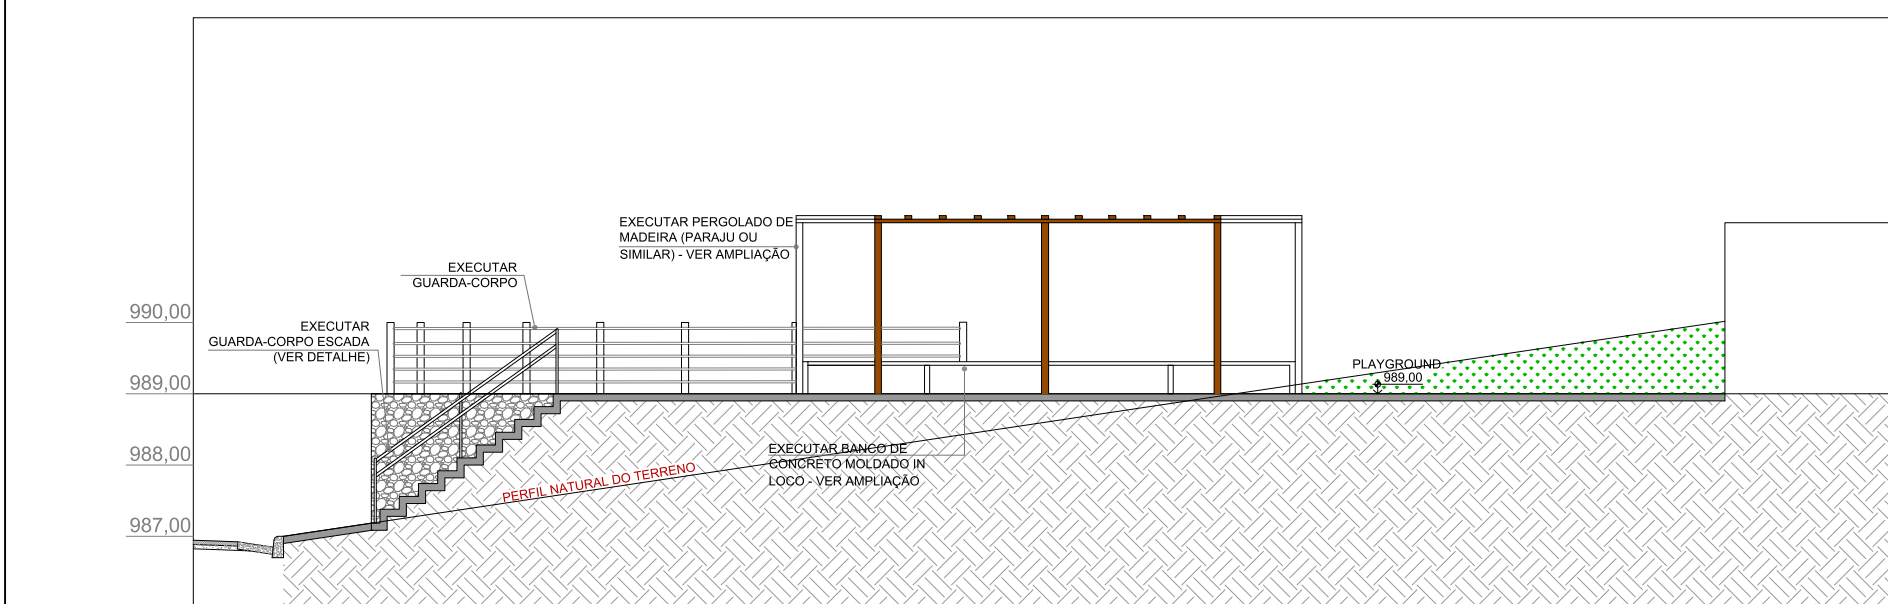 EXECUTAR PERGOLADO DE
MADEIRA (PARAJU OU
SIMILAR) - VER AMPLIAÇÃO
EXECUTAR
GUARDA-CORPO
990,00
EXECUTAR
GUARDA-CORPO ESCADA
(VER DETALHE)
PLAYGROUND
989,00
989,00
EXECUTAR BANCO DE
CONCRETO MOLDADO IN
LOCO - VER AMPLIAÇÃO
988,00
PERFIL NATURAL DO TERRENO
987,00